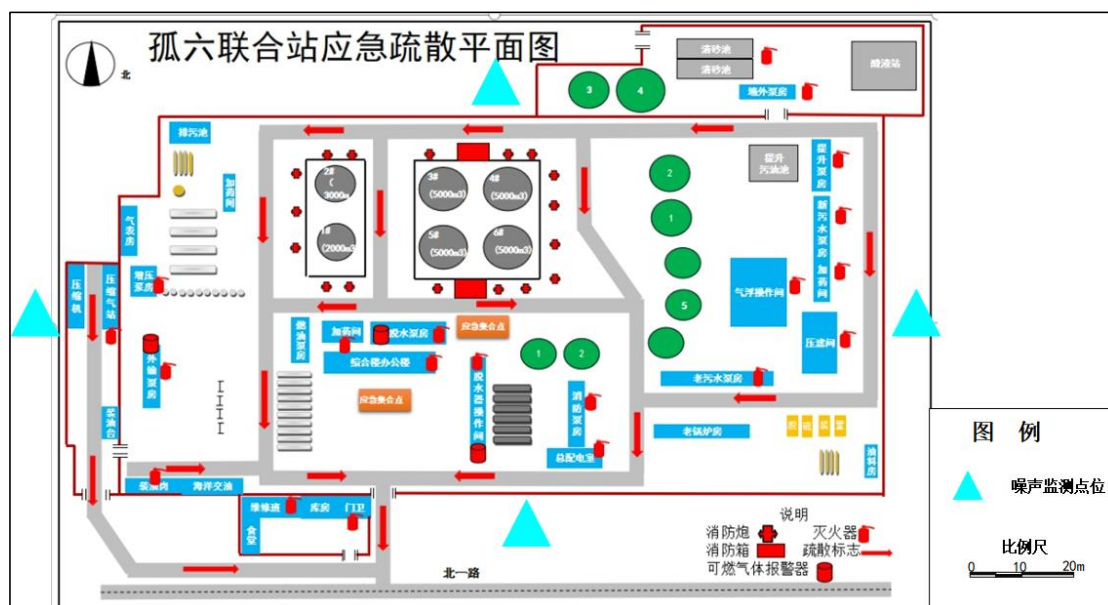 孤六联合站应急疏散平面图
北
清砂池
清砂池
酸渣站
3
4
墙外泵房
排污池
加药间
气表房
增压泵房
压缩机
压缩气站
外输泵房
装油台
装油岗
海洋交油
2#
(
3000m
1#
(2000m3
3#
(5000m3)
4#
(5000m3)
5#
(5000m3)
6#
(5000m3)
2
1
5
提升
污油池
提升泵房
新污水泵房
加药间
气浮操作间
压滤间
老污水泵房
燃油泵房
加药间
脱水泵房
应急集合点
综合楼办公楼
应急集合点
脱水器操作间
1
2
消防泵房
总配电室
老锅炉房
油料房
维修班
库房
门卫
食堂
北一路
说明
消防炮
灭火器
消防箱
疏散标志
可燃气体报警器
图 例
噪声监测点位
比例尺
0 10 20m